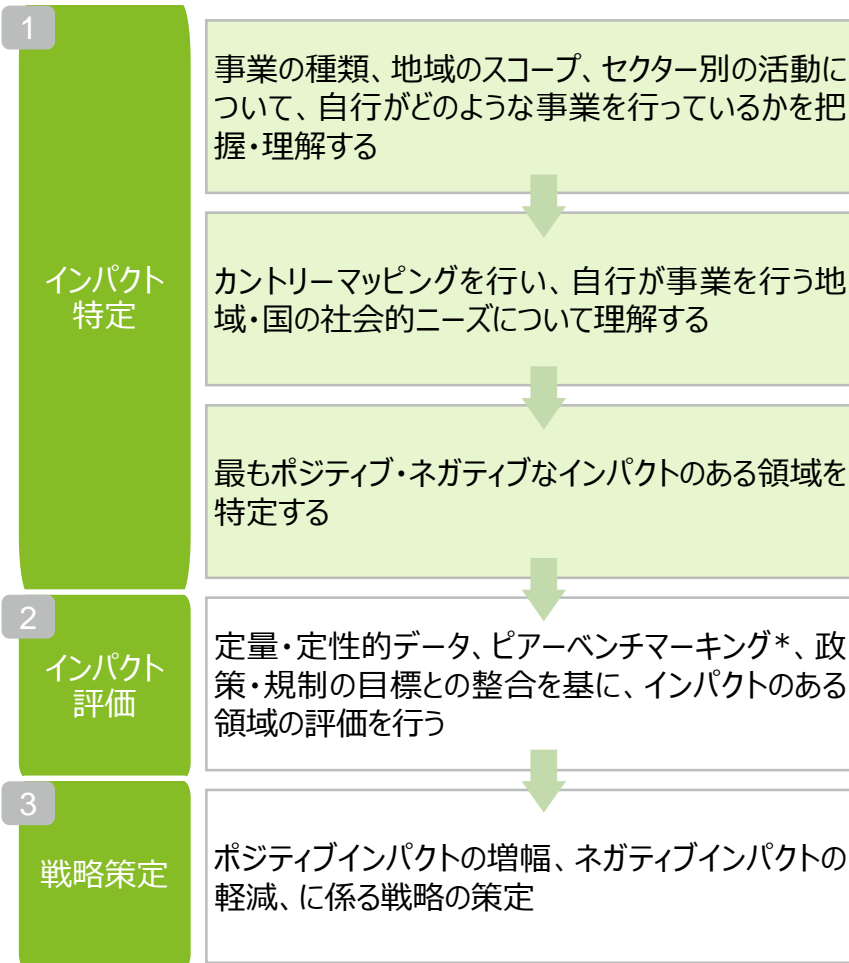 1
インパクト
特定
事業の種類、地域のスコープ、セクター別の活動に
ついて、自行がどのような事業を行っているかを把
握・理解する
カントリーマッピングを行い、自行が事業を行う地
域・国の社会的ニーズについて理解する
最もポジティブ・ネガティブなインパクトのある領域を
特定する
2
インパクト
評価
定量・定性的データ、ピアーベンチマーキング*、政
策・規制の目標との整合を基に、インパクトのある
領域の評価を行う
3
戦略策定
ポジティブインパクトの増幅、ネガティブインパクトの
軽減、に係る戦略の策定